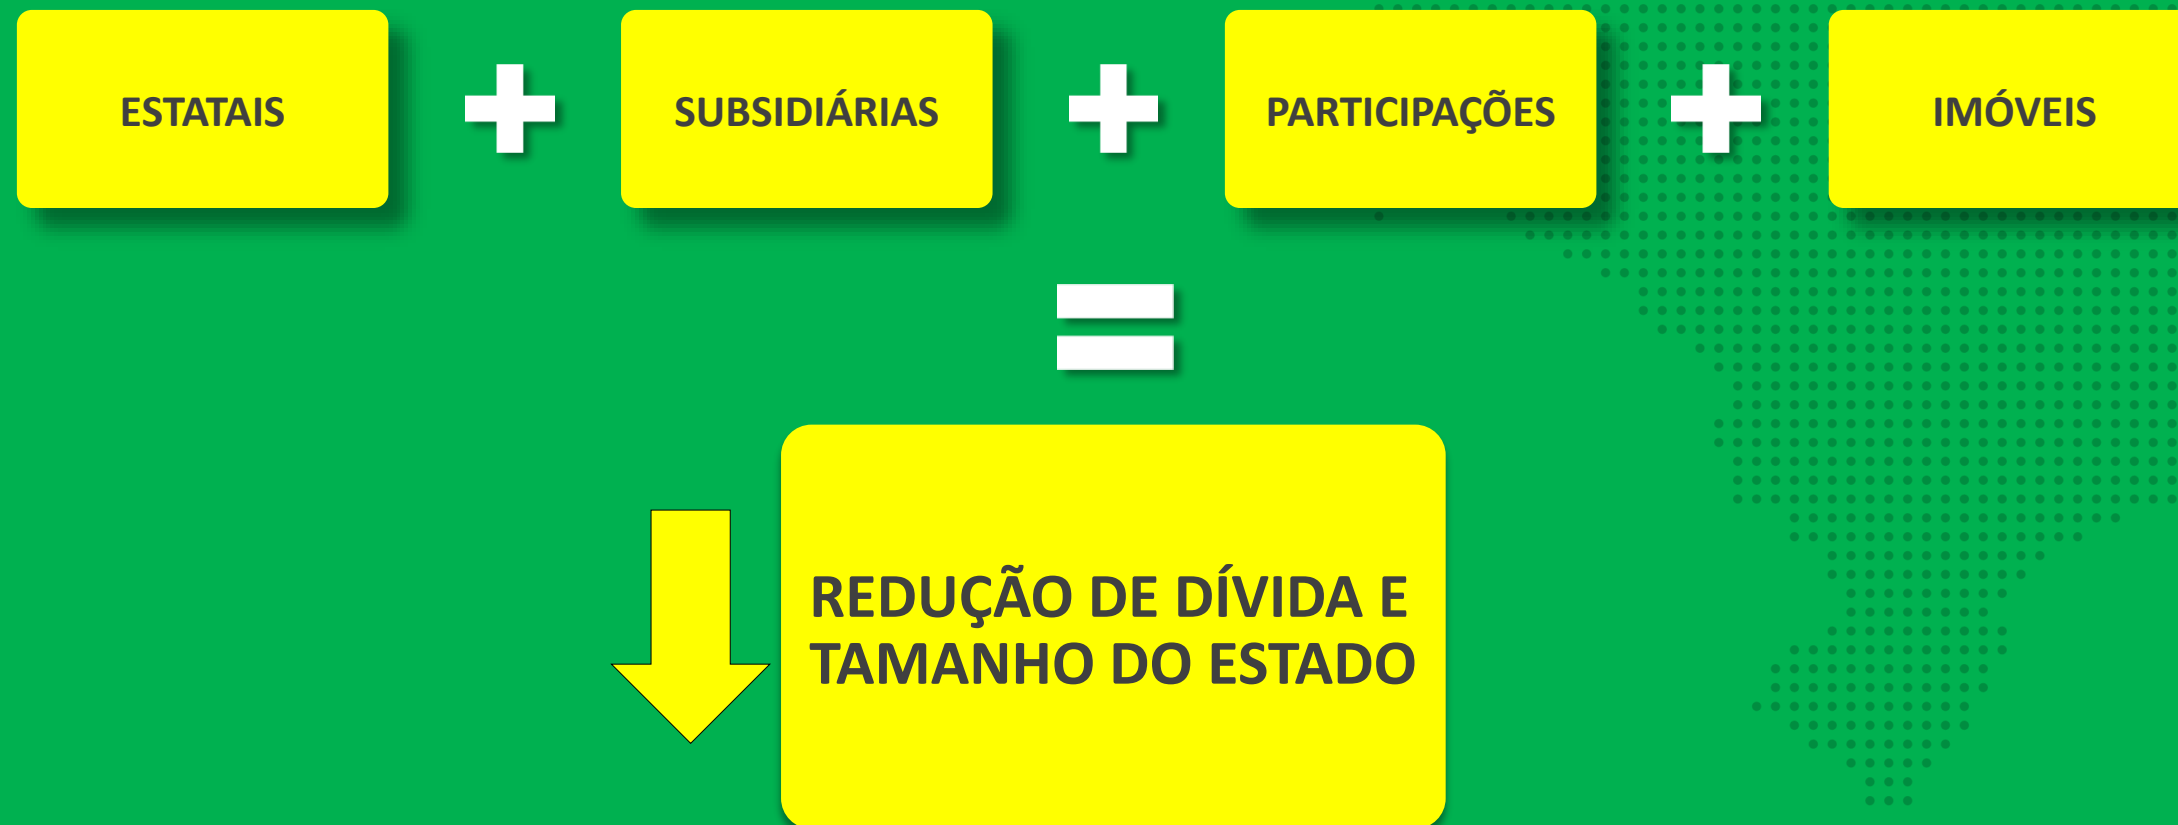 ESTATAIS
SUBSIDIÁRIAS
PARTICIPAÇÕES
IMÓVEIS
REDUÇÃO DE DÍVIDA E
TAMANHO DO ESTADO